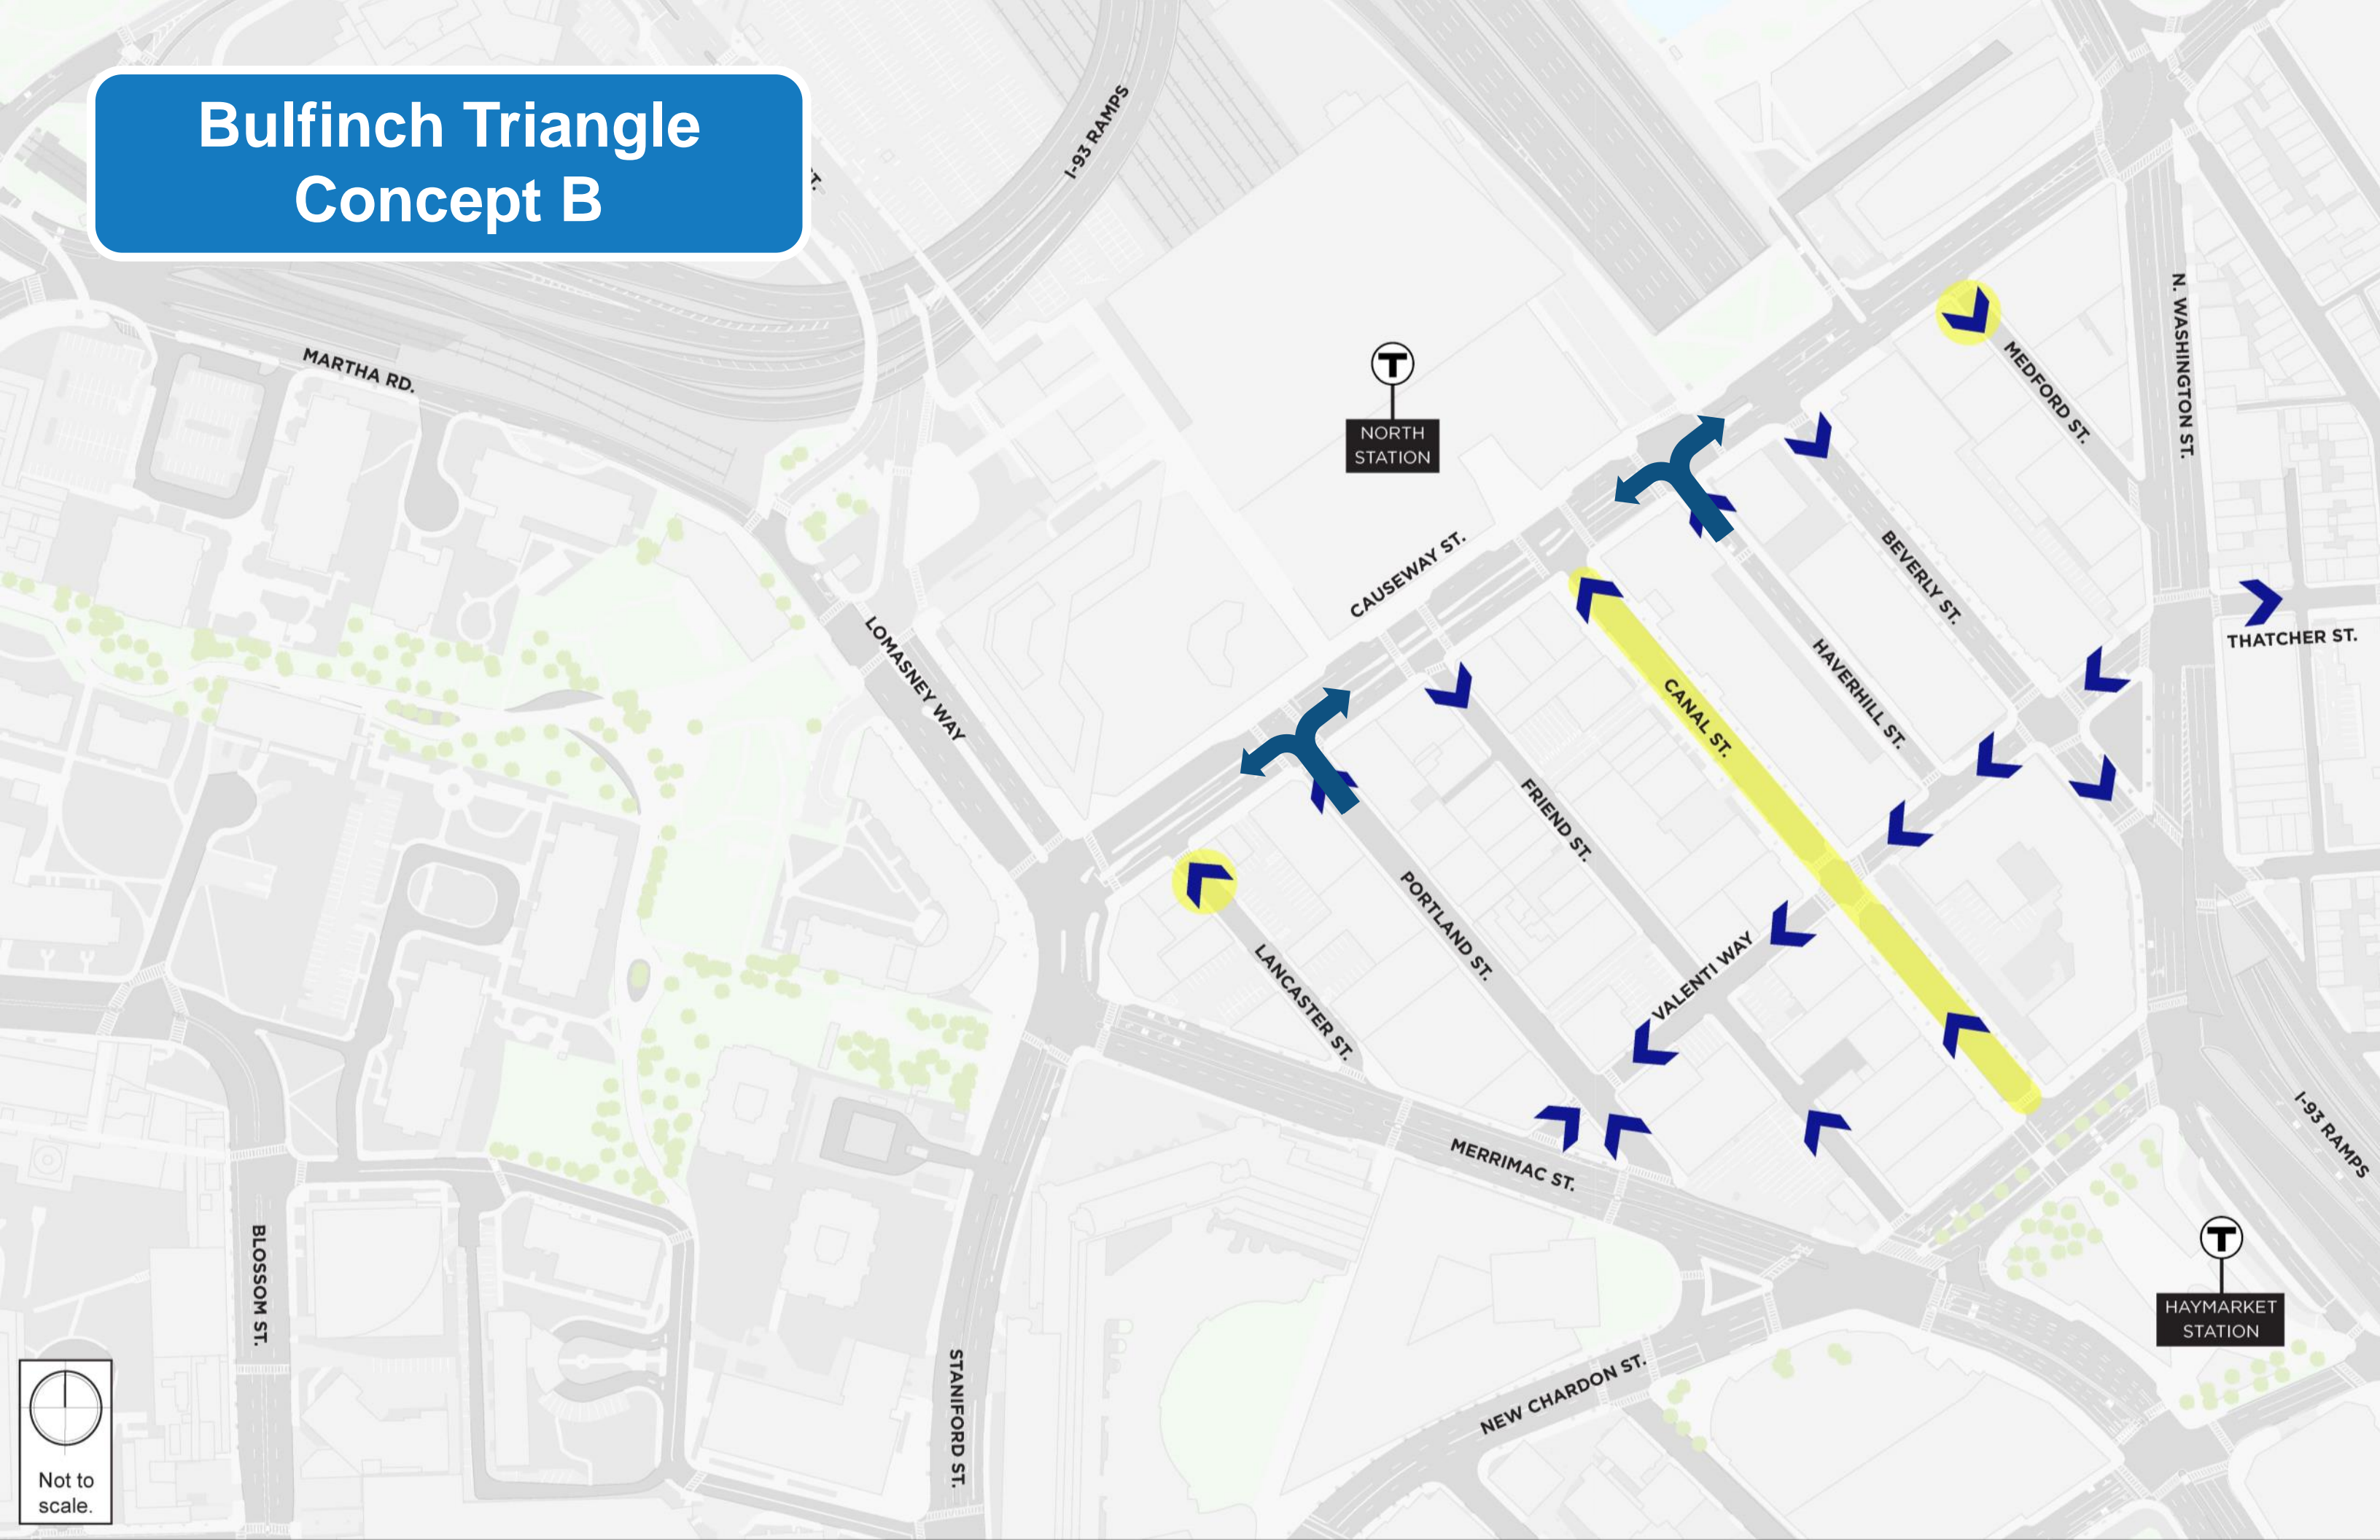 Bulfinch Triangle
Concept B
T.
I-93 RAMPS
MARTHA RD.
T
NORTH
STATION
N. WASHINGTON ST.
MEDFORD ST.
CAUSEWAY ST.
BEVERLY ST.
THATCHER ST.
LOMASNEY WAY
HAVERHILL ST.
CANAL ST.
FRIEND ST.
PORTLAND ST.
VALENTI WAY
LANCASTER ST.
MERRIMAC ST.
I-93 RAMPS
BLOSSOM ST.
T
HAYMARKET
STATION
STANIFORD ST.
NEW CHARDON ST.
Not to
scale.